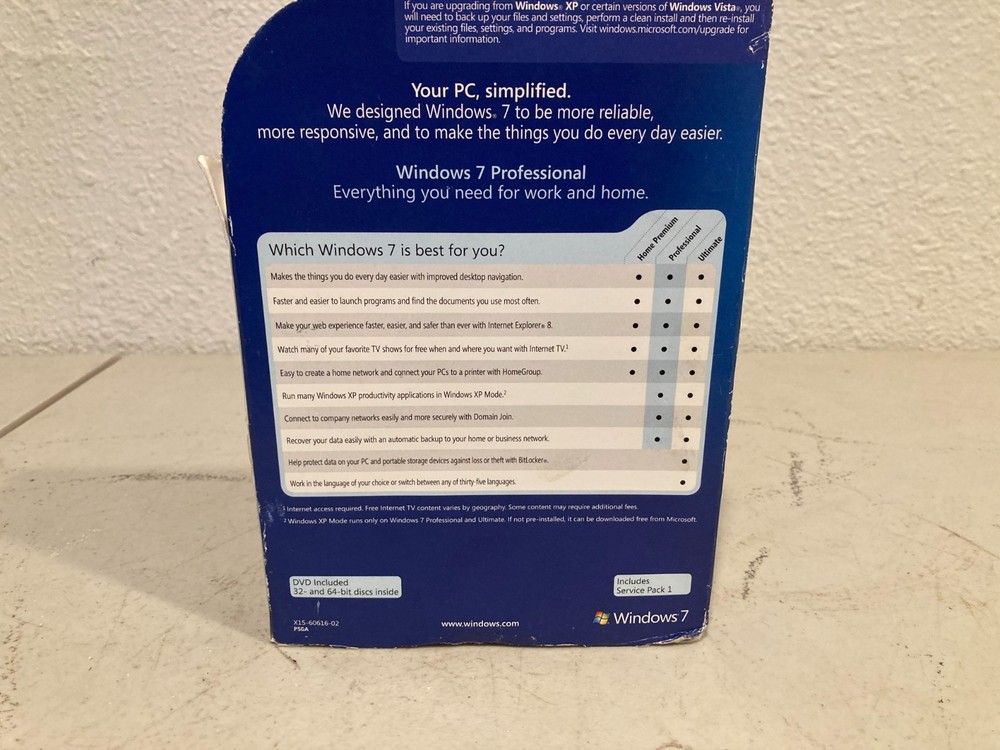 If you are upgrading from Windows® XP or certain versions of Windows Vista®, you
will need to back up your files and settings, perform a clean install and then re-install
your existing files, settings, and programs. Visit windows.microsoft.com/upgrade for
important information.
Your PC, simplified.
We designed Windows® 7 to be more reliable,
more responsive, and to make the things you do every day easier.
Windows 7 Professional
Everything you need for work and home.
Which Windows 7 is best for you?
Home Premium
Professional
Ultimate
Makes the things you do every day easier with improved desktop navigation.
Faster and easier to launch programs and find the documents you use most often.
Make your web experience faster, easier, and safer than ever with Internet Explorer® 8.
Watch many of your favorite TV shows for free when and where you want with Internet TV.¹
Easy to create a home network and connect your PCs to a printer with HomeGroup.
Run many Windows XP productivity applications in Windows XP Mode.²
Connect to company networks easily and more securely with Domain Join.
Recover your data easily with an automatic backup to your home or business network.
Help protect data on your PC and portable storage devices against loss or theft with BitLocker®.
Work in the language of your choice or switch between any of thirty-five languages.
¹ Internet access required. Free Internet TV content varies by geography. Some content may require additional fees.
² Windows XP Mode runs only on Windows 7 Professional and Ultimate. If not pre-installed, it can be downloaded free from Microsoft.
DVD Included
32- and 64-bit discs inside
Includes
Service Pack 1
X15-60616-02
PSGA
www.windows.com
Windows 7